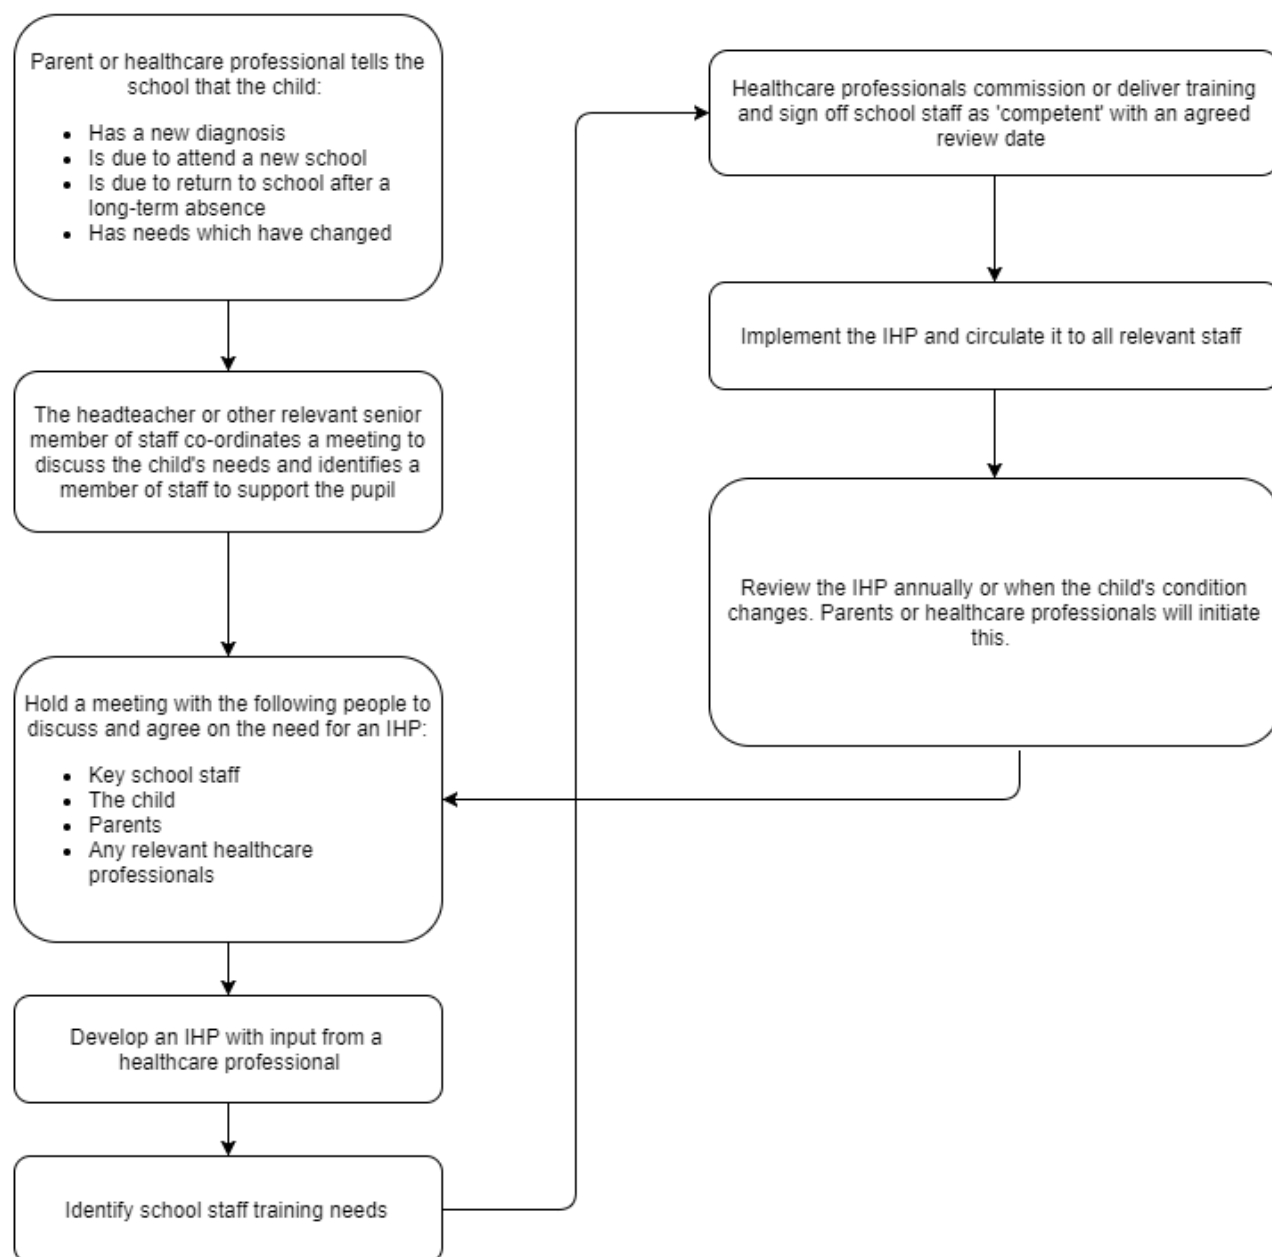 Parent or healthcare professional tells the
school that the child:
• Has a new diagnosis
• Is due to attend a new school
• Is due to return to school after a
long-term absence
• Has needs which have changed
The headteacher or other relevant senior
member of staff co-ordinates a meeting to
discuss the child's needs and identifies a
member of staff to support the pupil
Hold a meeting with the following people to
discuss and agree on the need for an IHP:
• Key school staff
• The child
• Parents
• Any relevant healthcare
professionals
Develop an IHP with input from a
healthcare professional
Identify school staff training needs
Healthcare professionals commission or deliver training
and sign off school staff as 'competent' with an agreed
review date
Implement the IHP and circulate it to all relevant staff
Review the IHP annually or when the child's condition
changes. Parents or healthcare professionals will initiate
this.